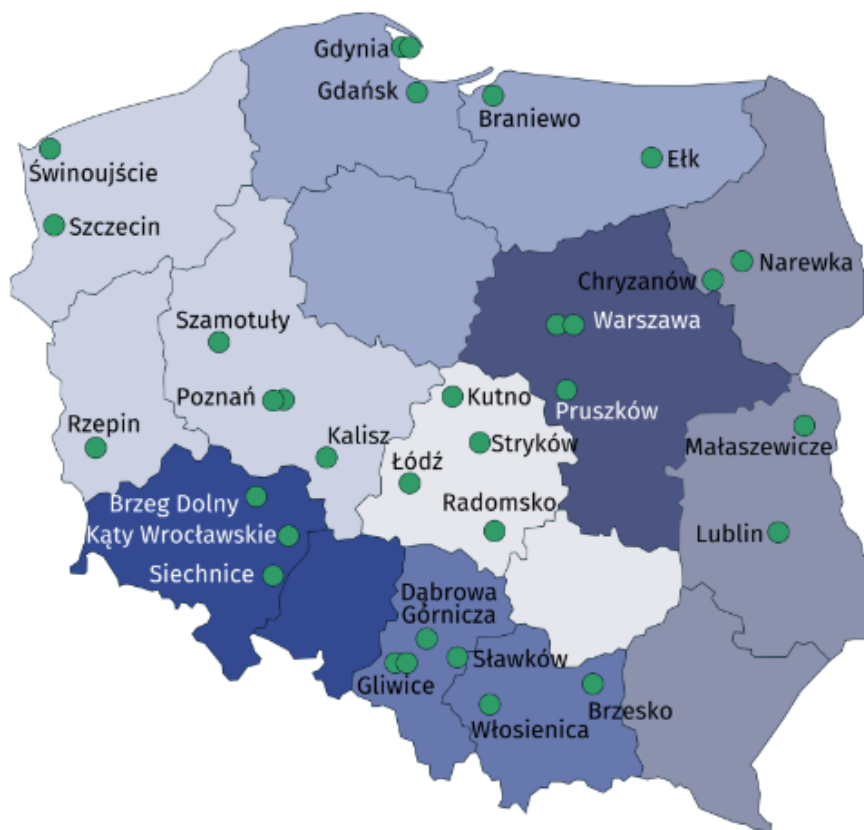 Gdynia
Gdańsk
Braniewo
Ełk
Świnoujście
Szczecin
Narewka
Chryzanów
Szamotuły
Warszawa
Poznań
Kutno
Pruszków
Rzepin
Kalisz
Stryków
Małaszewicze
Łódź
Brzeg Dolny
Radomsko
Kąty Wrocławskie
Lublin
Siechnice
Dąbrowa
Górnicza
Sławków
Gliwice
Brzesko
Włosienica